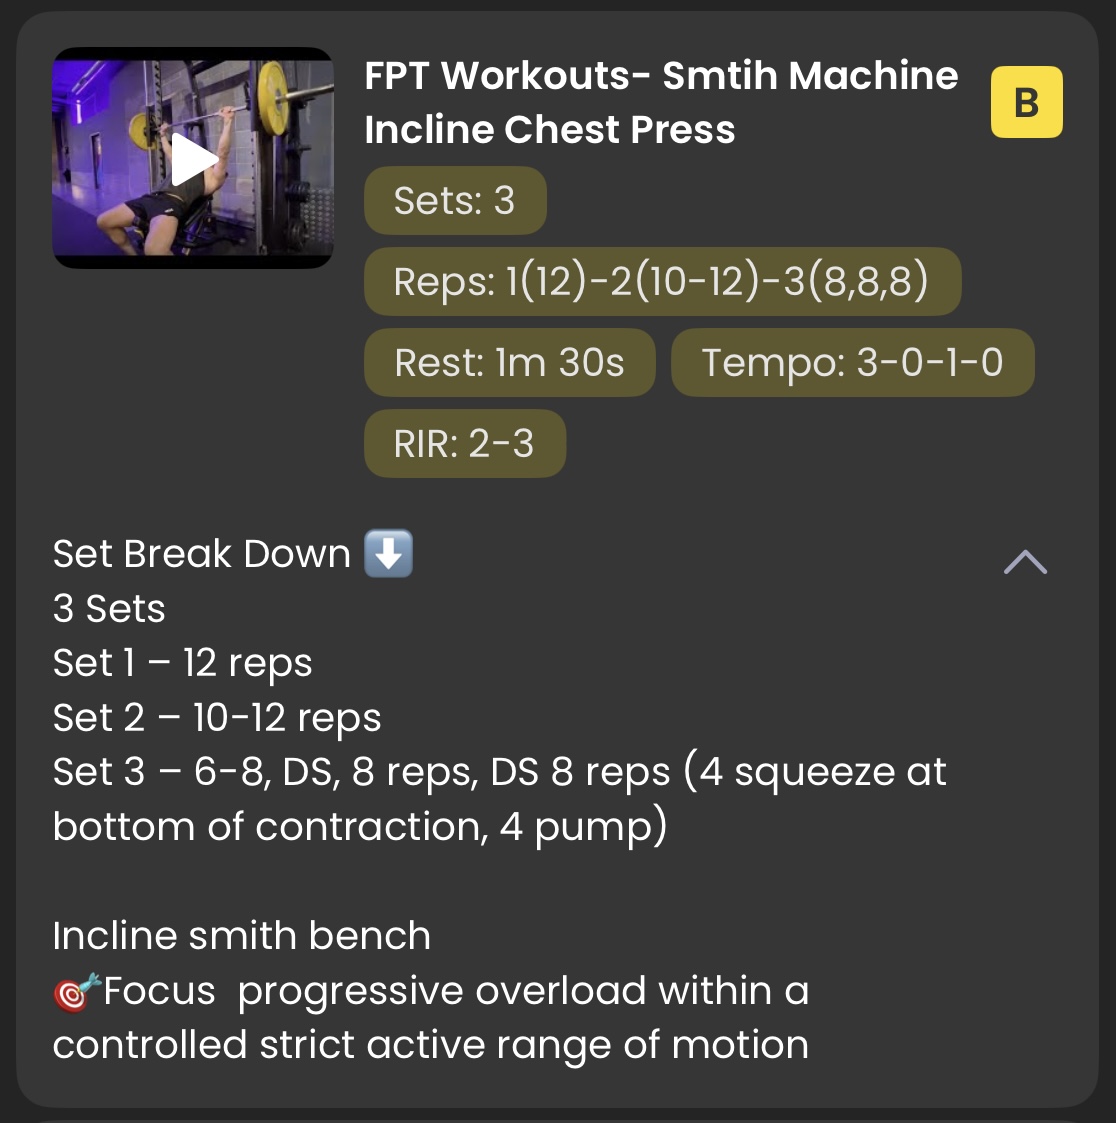 FPT Workouts- Smtih Machine
Incline Chest Press
B
Sets: 3
Reps: 1(12)-2(10-12)-3(8,8,8)
Rest: 1m 30s
Tempo: 3-0-1-0
RIR: 2-3
Set Break Down ⬇️
3 Sets
Set 1 – 12 reps
Set 2 – 10-12 reps
Set 3 – 6-8, DS, 8 reps, DS 8 reps (4 squeeze at
bottom of contraction, 4 pump)
Incline smith bench
🎯Focus  progressive overload within a
controlled strict active range of motion